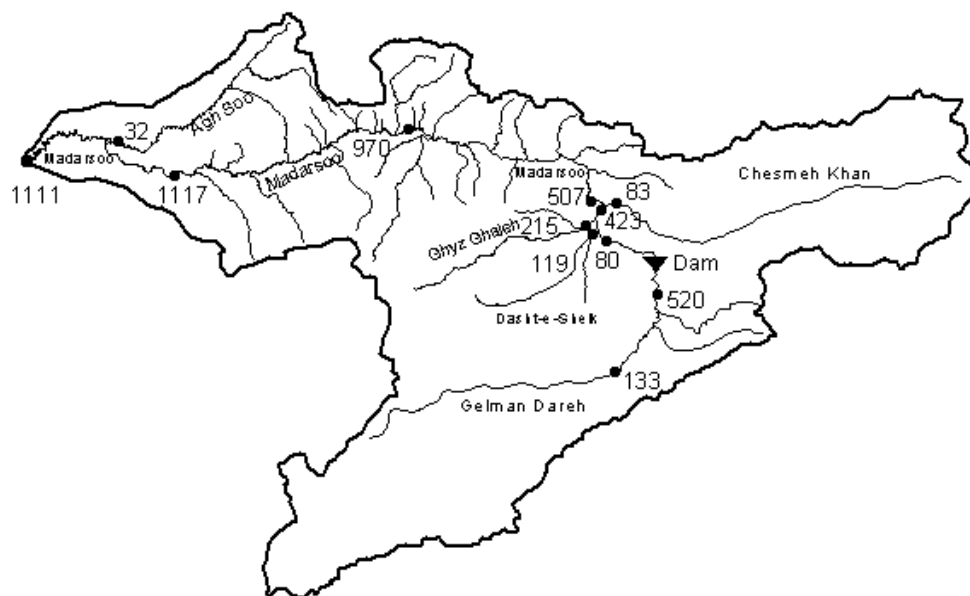 32
Agh Soo
970
Madarsoo
1111
1117
Madarsoo
Madarsoo
507
83
Chesmeh Khan
423
215
Ghyz Ghaleh
119
80
Dam
520
Dasht-e-Sheik
133
Gelman Dareh